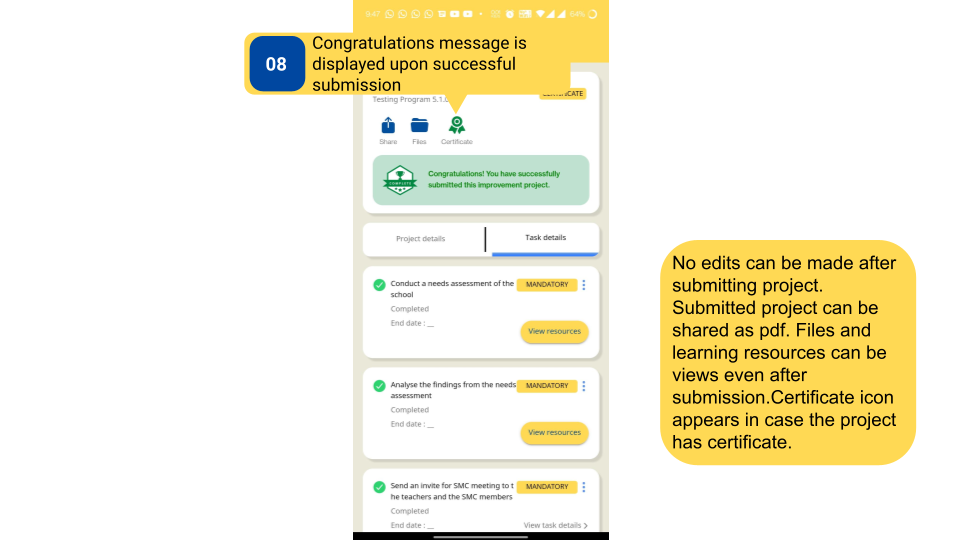 9:47
84%
08
Congratulations message is
displayed upon successful
submission
CERTIFICATE
Testing Program 5.1.0
Share
Files
Certificate
COMPLETE
Congratulations! You have successfully
submitted this improvement project.
Project details
Task details
Conduct a needs assessment of the
school
MANDATORY
Completed
End date : __
View resources
Analyse the findings from the needs
assessment
MANDATORY
Completed
End date : __
View resources
Send an invite for SMC meeting to t
he teachers and the SMC members
MANDATORY
Completed
End date : __
View task details
No edits can be made after
submitting project.
Submitted project can be
shared as pdf. Files and
learning resources can be
views even after
submission.Certificate icon
appears in case the project
has certificate.